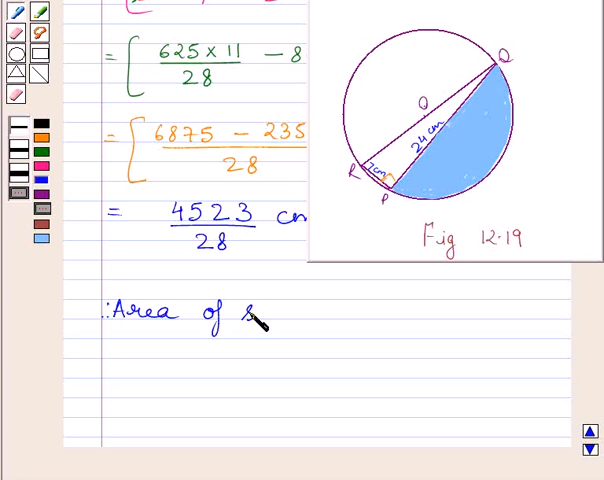 = [ 625 × 11 / 28 - 8
= [ 6875 - 235 / 28
= 4523 / 28 cm
∴ Area of s
Q
O
24 cm
R
7cm
P
Fig 12.19